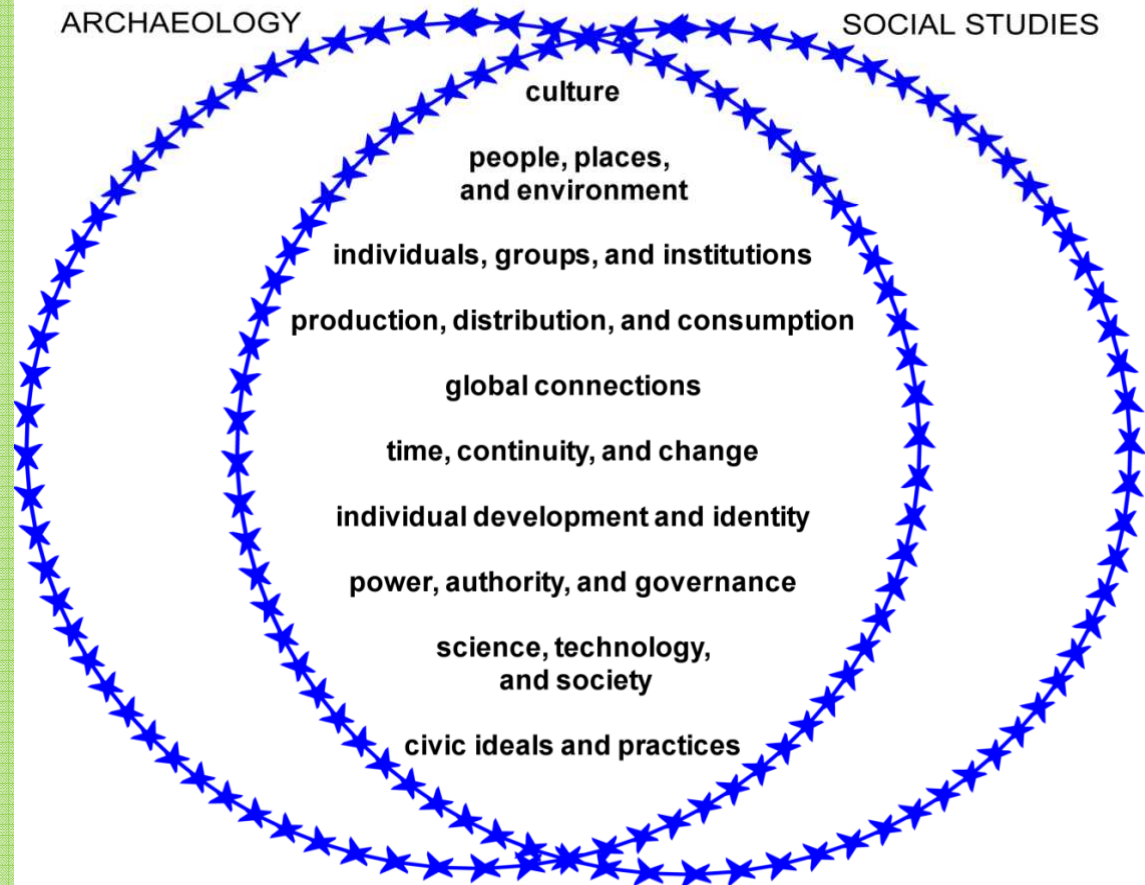 ARCHAEOLOGY
SOCIAL STUDIES
culture
people, places,
and environment
individuals, groups, and institutions
production, distribution, and consumption
global connections
time, continuity, and change
individual development and identity
power, authority, and governance
science, technology,
and society
civic ideals and practices